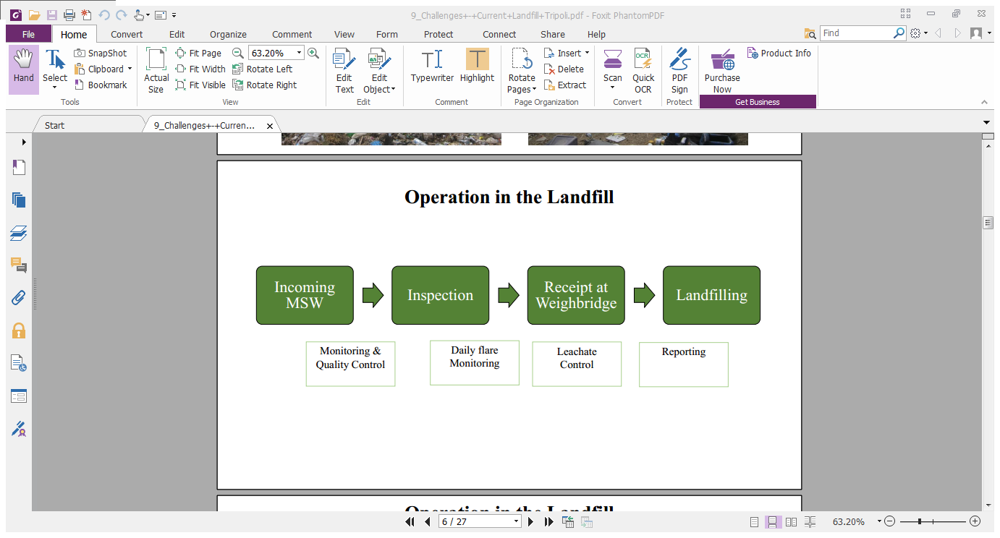 9_Challenges+-+Current+Landfill+Tripoli.pdf - Foxit PhantomPDF
File Home Convert Edit Organize Comment View Form Protect Connect Share Help Find
Hand
Select
SnapShot
Clipboard
Bookmark
Tools
Actual
Size
Fit Page
Fit Width
Fit Visible
63.20%
Rotate Left
Rotate Right
View
Edit
Text
Edit
Object
Edit
Typewriter
Highlight
Comment
Rotate
Pages
Insert
Delete
Extract
Page Organization
Scan
OCR
Quick
OCR
Convert
PDF
Sign
Protect
Purchase
Now
Product Info
Get Business
Start
9_Challenges+-+Curren...
Operation in the Landfill
Incoming
MSW
Inspection
Receipt at
Weighbridge
Landfilling
Monitoring &
Quality Control
Daily flare
Monitoring
Leachate
Control
Reporting
Operation in the Landfill
6 / 27
63.20%